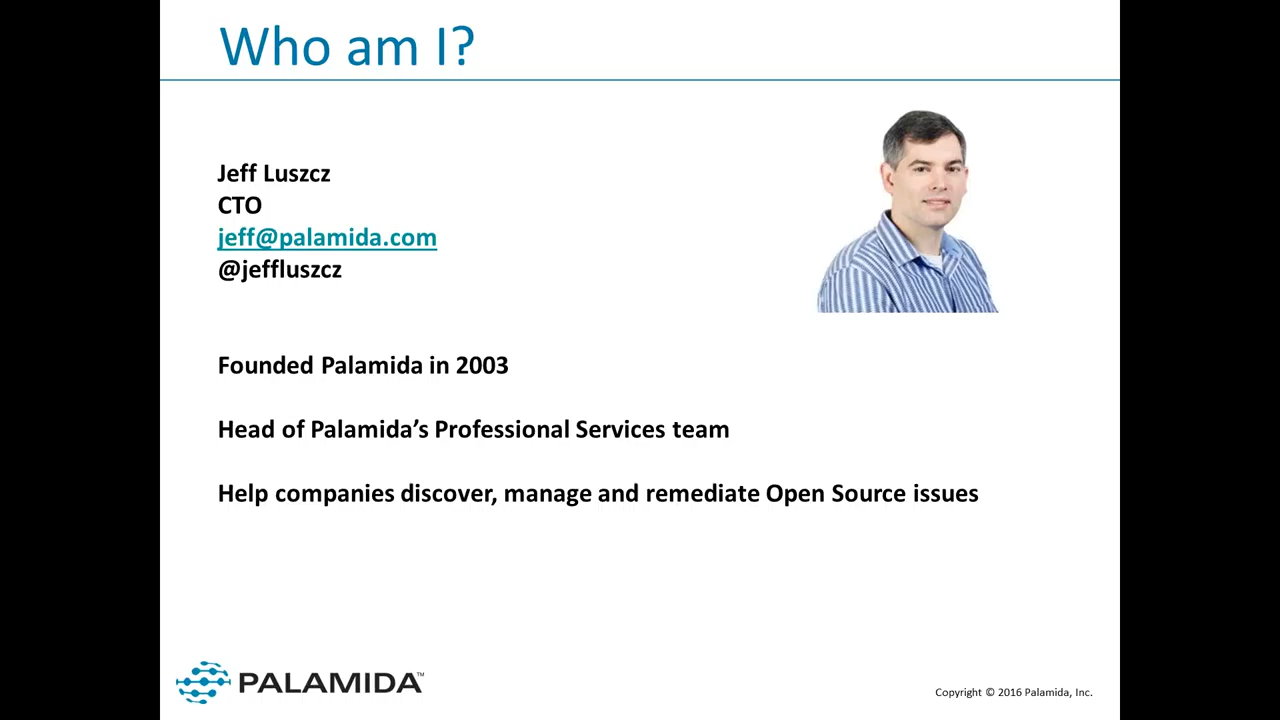 Who am I?
Jeff Luszcz
CTO
jeff@palamida.com
@jeffluszcz
Founded Palamida in 2003
Head of Palamida’s Professional Services team
Help companies discover, manage and remediate Open Source issues
PALAMIDA™
Copyright © 2016 Palamida, Inc.